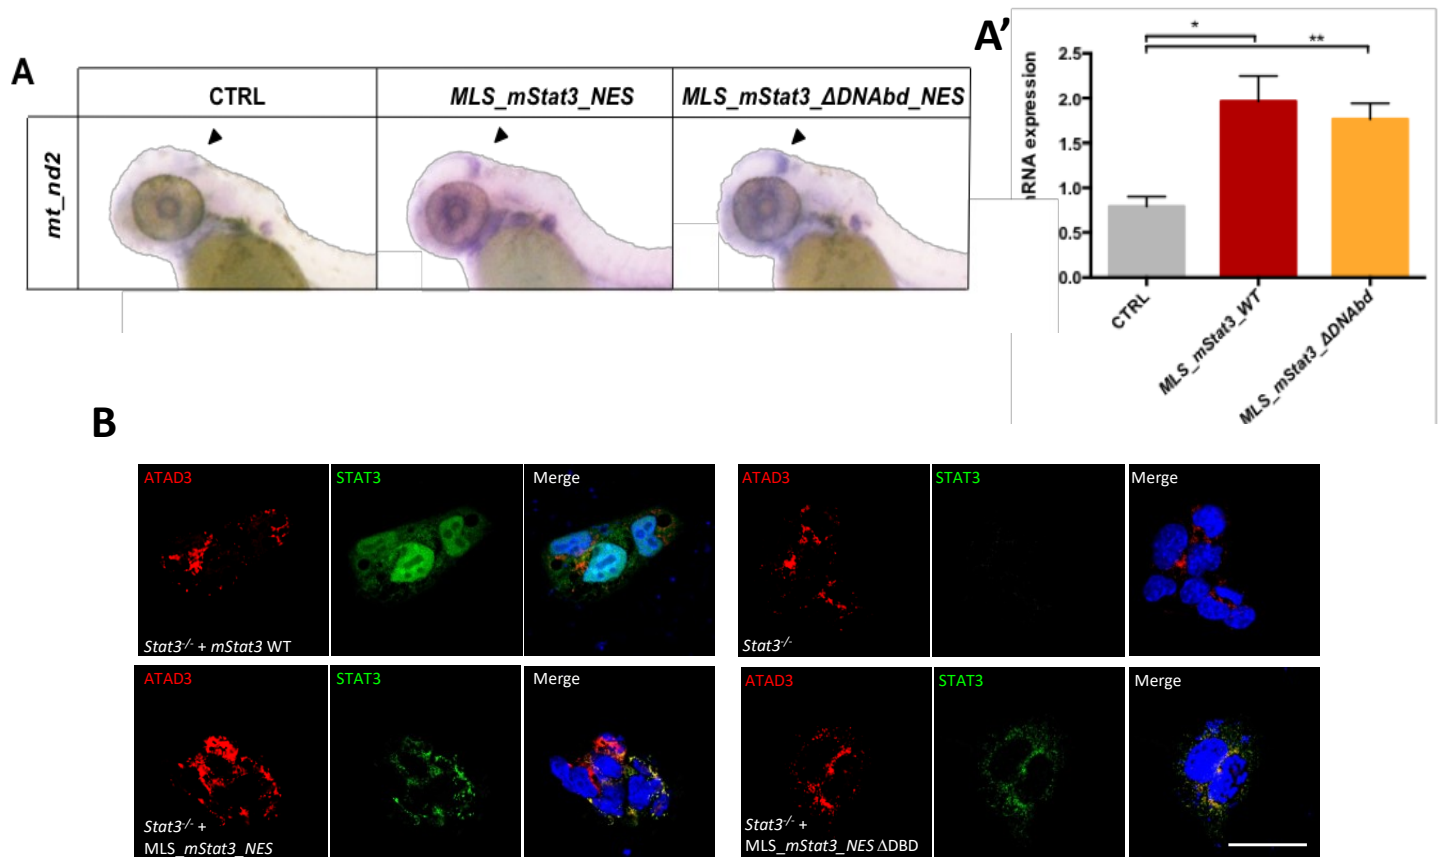 A
CTRL
MLS_mStat3_NES
MLS_mStat3_ΔDNAbd_NES
mt_nd2
A'
* 
**
expression
2.5
2.0
1.5
1.0
0.5
0.0
CTRL
MLS_mStat3_WT
MLS_mStat3_ΔDNAbd
B
ATAD3 STAT3 Merge
Stat3-/- + mStat3 WT
ATAD3 STAT3 Merge
Stat3-/-
ATAD3 STAT3 Merge
Stat3-/- +
MLS_mStat3_NES
ATAD3 STAT3 Merge
Stat3-/- +
MLS_mStat3_NES ΔDBD